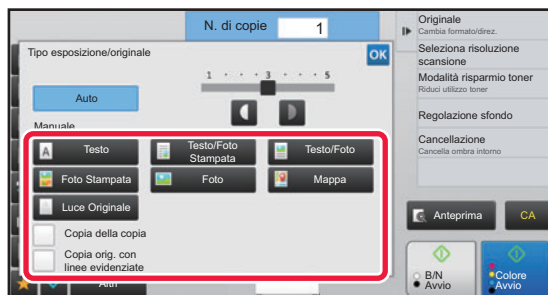 N. di copie 1
Tipo esposizione/originale
OK
1 3 5
Auto
Manuale
A Testo
Testo/Foto
Stampata
Testo/Foto
Foto Stampata
Foto
Mappa
Luce Originale
Copia della copia
Copia orig. con
linee evidenziate
Altri
Originale
Cambia formato/direz.
Seleziona risoluzione
scansione
Modalità risparmio toner
Riduci utilizzo toner
Regolazione sfondo
Cancellazione
Cancella ombra intorno
Anteprima
CA
B/N
Avvio
Colore
Avvio